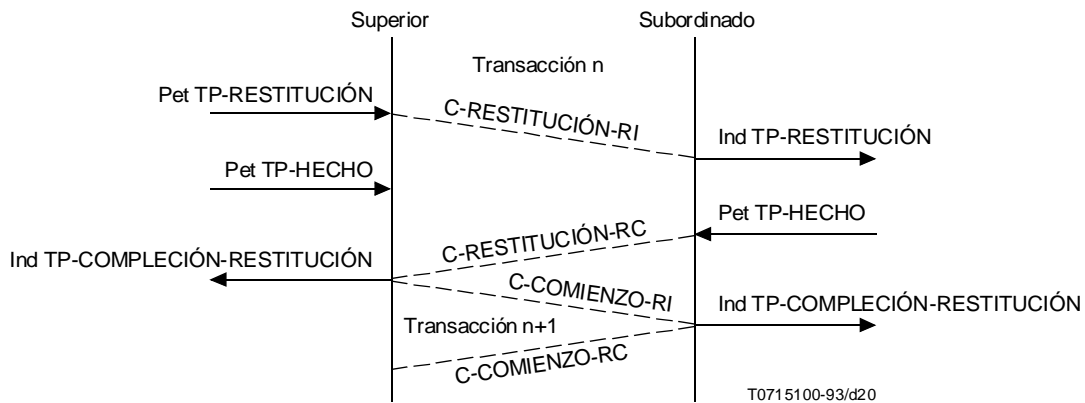 Superior
Subordinado
Transacción n
Pet TP-RESTITUCIÓN
C-RESTITUCIÓN-RI
Ind TP-RESTITUCIÓN
Pet TP-HECHO
Pet TP-HECHO
C-RESTITUCIÓN-RC
Ind TP-COMPLECIÓN-RESTITUCIÓN
C-COMIENZO-RI
Ind TP-COMPLECIÓN-RESTITUCIÓN
Transacción n+1
C-COMIENZO-RC
T0715100-93/d20